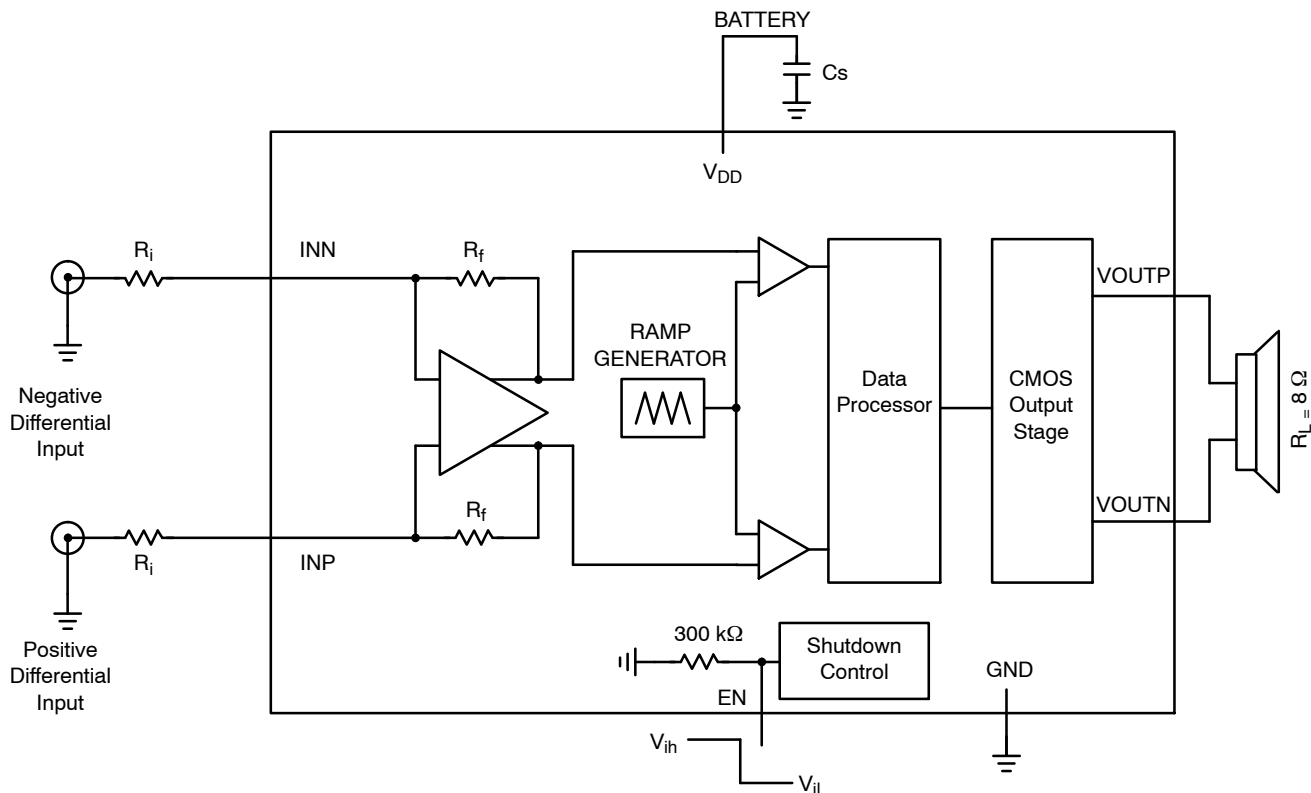 BATTERY
Cs
VDD
Ri
INN
Rf
VOUTP
RAMP
GENERATOR
Data
Processor
CMOS
Output
Stage
RL = 8 Ω
Negative
Differential
Input
Rf
VOUTN
Ri
INP
Positive
Differential
Input
300 kΩ
Shutdown
Control
GND
EN
Vih
Vil